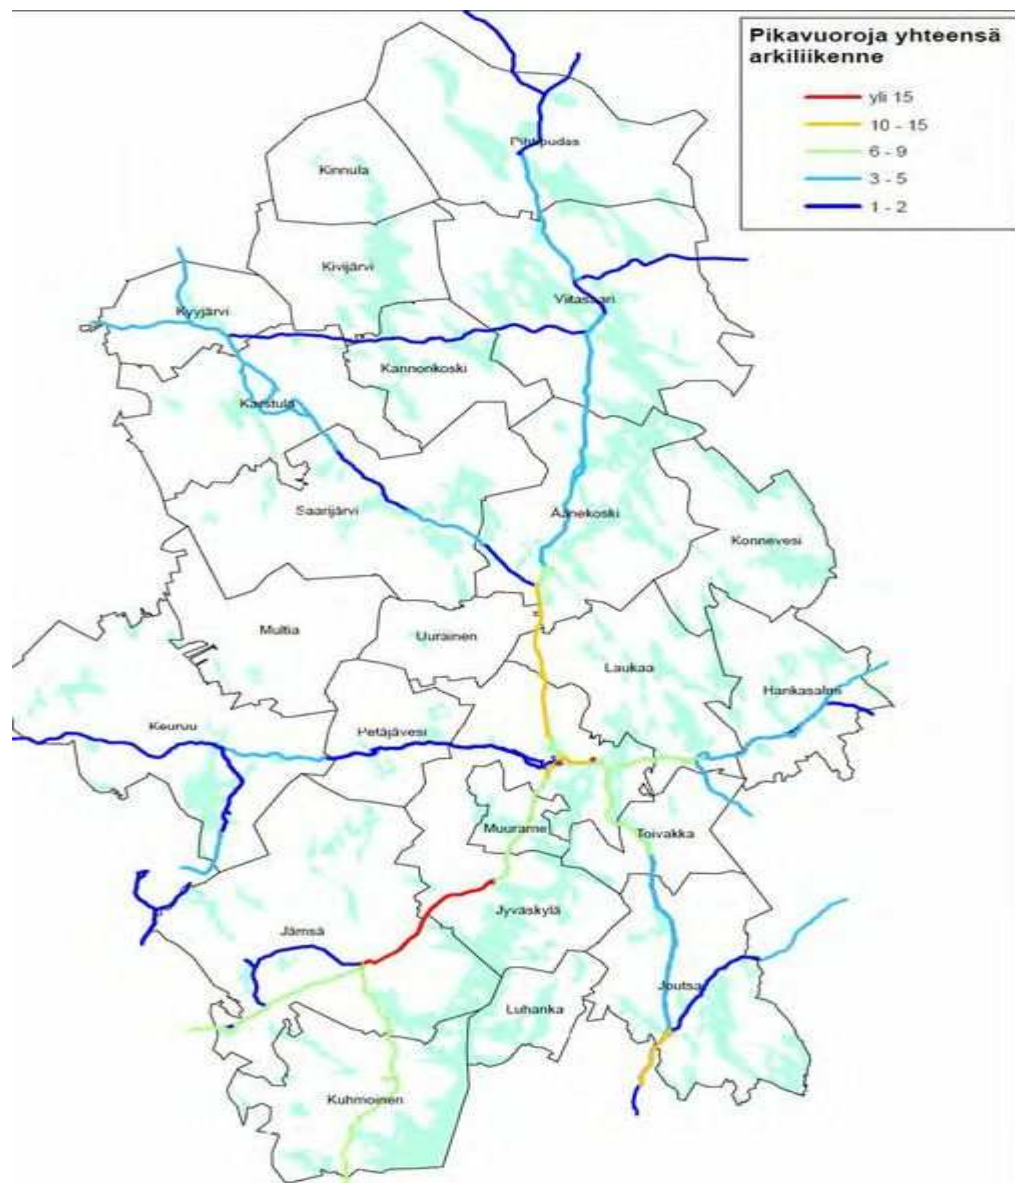 Pikavuoroja yhteensä
arkiliikenne
yli 15
10 - 15
6 - 9
3 - 5
1 - 2
Pihtipudas
Kinnula
Kivijärvi
Viitasaari
Kyyjärvi
Kannonkoski
Karstula
Saarijärvi
Äänekoski
Konnevesi
Multia
Uurainen
Laukaa
Hankasalmi
Keuruu
Petäjävesi
Muurame
Toivakka
Jyväskylä
Jämsä
Joutsa
Luhanka
Kuhmoinen